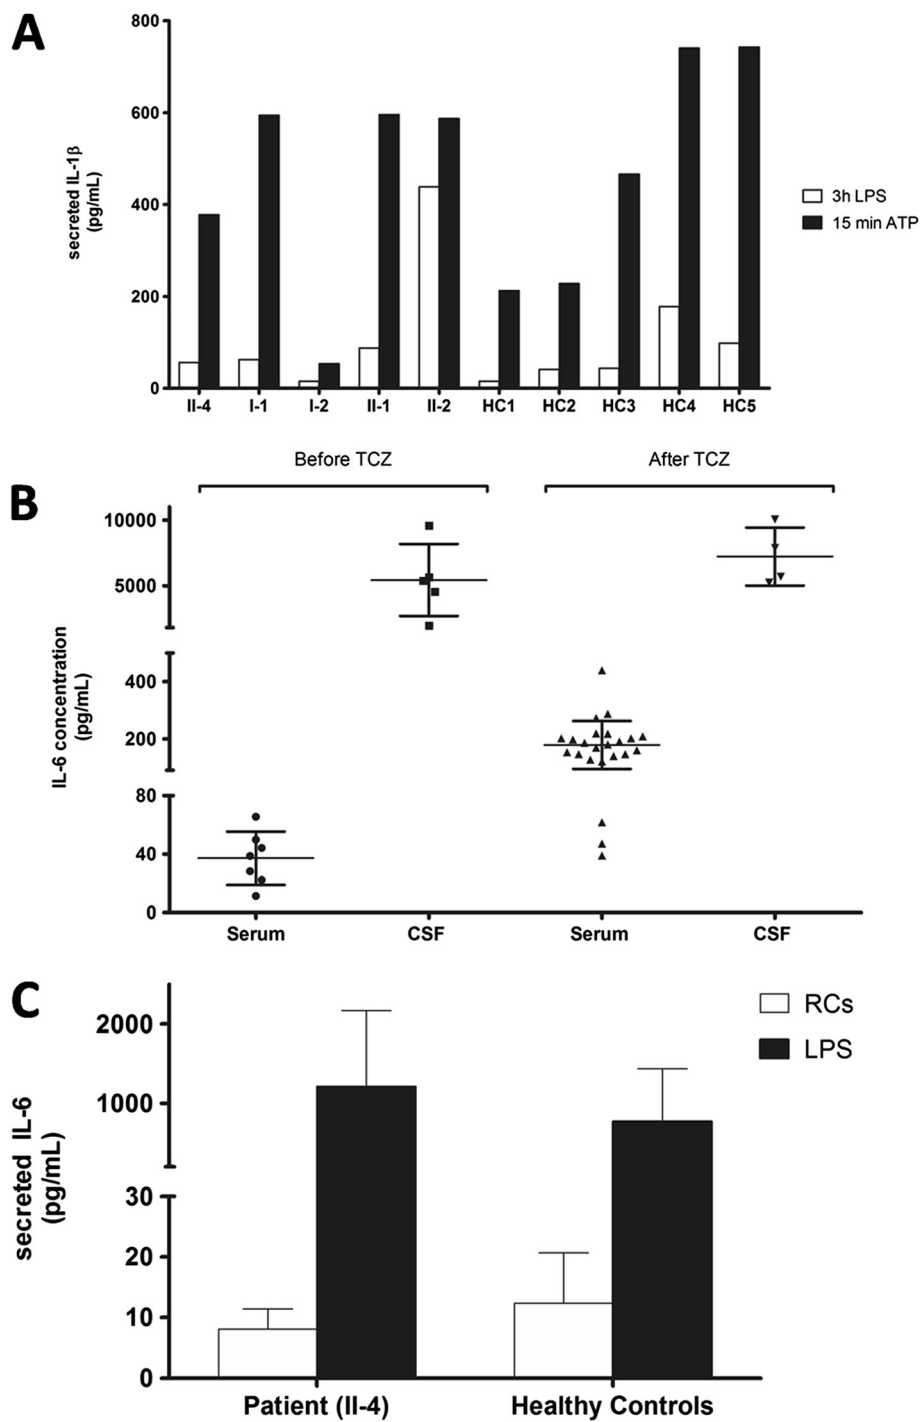 A
800
600
400
200
0
secreted IL-1β
(pg/mL)
3h LPS
15 min ATP
II-4 I-1 I-2 II-1 II-2 HC1 HC2 HC3 HC4 HC5
Before TCZ After TCZ
B
10000
5000
400
200
80
40
0
IL-6 concentration
(pg/mL)
Serum CSF Serum CSF
C
2000
1000
30
20
10
0
secreted IL-6
(pg/mL)
RCs
LPS
Patient (II-4) Healthy Controls